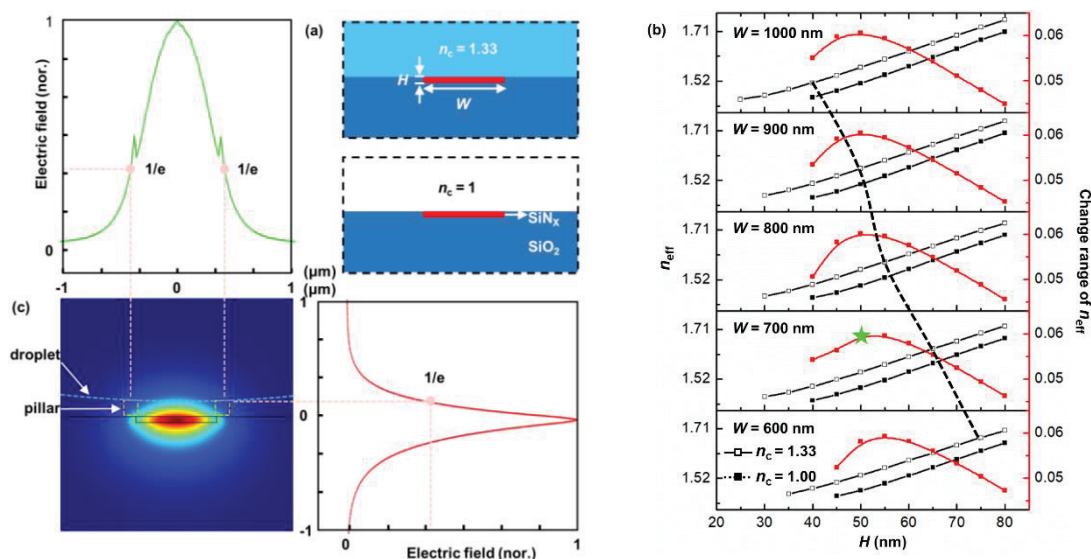 1
Electric field (nor.)
1/e
1/e
0
-1
0
1
(μm)
(a)
n_c = 1.33
H
W
n_c = 1
SiN_X
SiO_2
(c)
droplet
pillar
(μm)
1
1/e
0
-1
0
1
Electric field (nor.)
(b)
W = 1000 nm
W = 900 nm
W = 800 nm
W = 700 nm
W = 600 nm
n_c = 1.33
n_c = 1.00
1.71
1.52
1.71
1.52
1.71
1.52
1.71
1.52
1.71
1.52
n_eff
0.06
0.05
0.06
0.05
0.06
0.05
0.06
0.05
0.06
0.05
Change range of n_eff
20 30 40 50 60 70 80
H (nm)